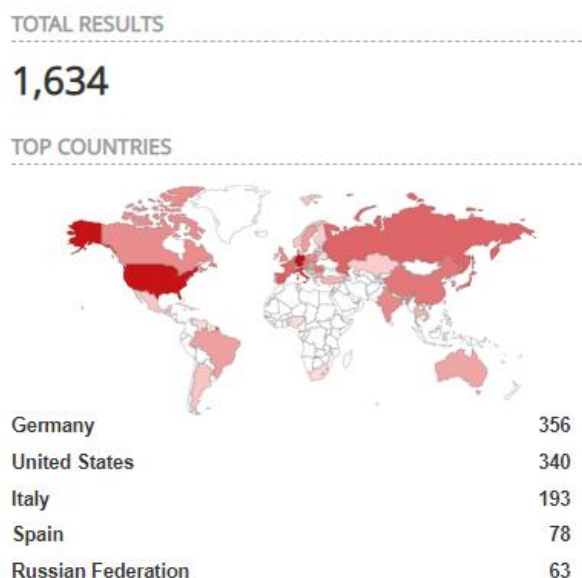 TOTAL RESULTS
1,634
TOP COUNTRIES
Germany 356
United States 340
Italy 193
Spain 78
Russian Federation 63